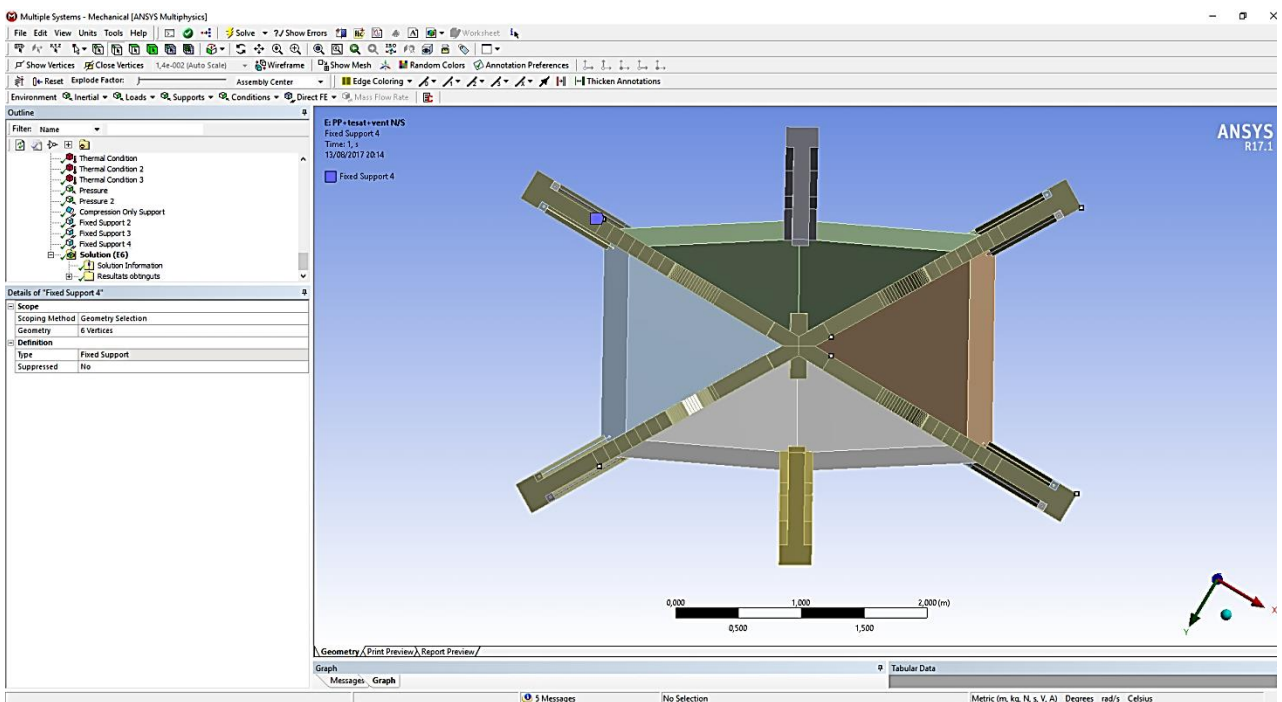 Multiple Systems - Mechanical [ANSYS Multiphysics]
File Edit View Units Tools Help Solve ?/Show Errors Worksheet
Show Vertices Close Vertices 1,4e-002 (Auto Scale) Wireframe Show Mesh Random Colors Annotation Preferences
Reset Explode Factor: Assembly Center Edge Coloring Thicken Annotations
Environment Inertial Loads Supports Conditions Direct FE Mass Flow Rate
Outline
Filter: Name
Thermal Condition
Thermal Condition 2
Thermal Condition 3
Pressure
Pressure 2
Compression Only Support
Fixed Support 2
Fixed Support 3
Fixed Support 4
Solution (E6)
Solution Information
Resultats obtinguts
Details of "Fixed Support 4"
Scope
Scoping Method Geometry Selection
Geometry 6 Vertices
Definition
Type Fixed Support
Suppressed No
E: PP+tesat+vent N/S
Fixed Support 4
Time: 1, s
13/08/2017 20:14
Fixed Support 4
ANSYS
R17.1
0,000 1,000 2,000 (m)
0,500 1,500
X
Y
Geometry Print Preview Report Preview
Graph
Messages Graph
Tabular Data
5 Messages No Selection Metric (m, kg, N, s, V, A) Degrees rad/s Celsius